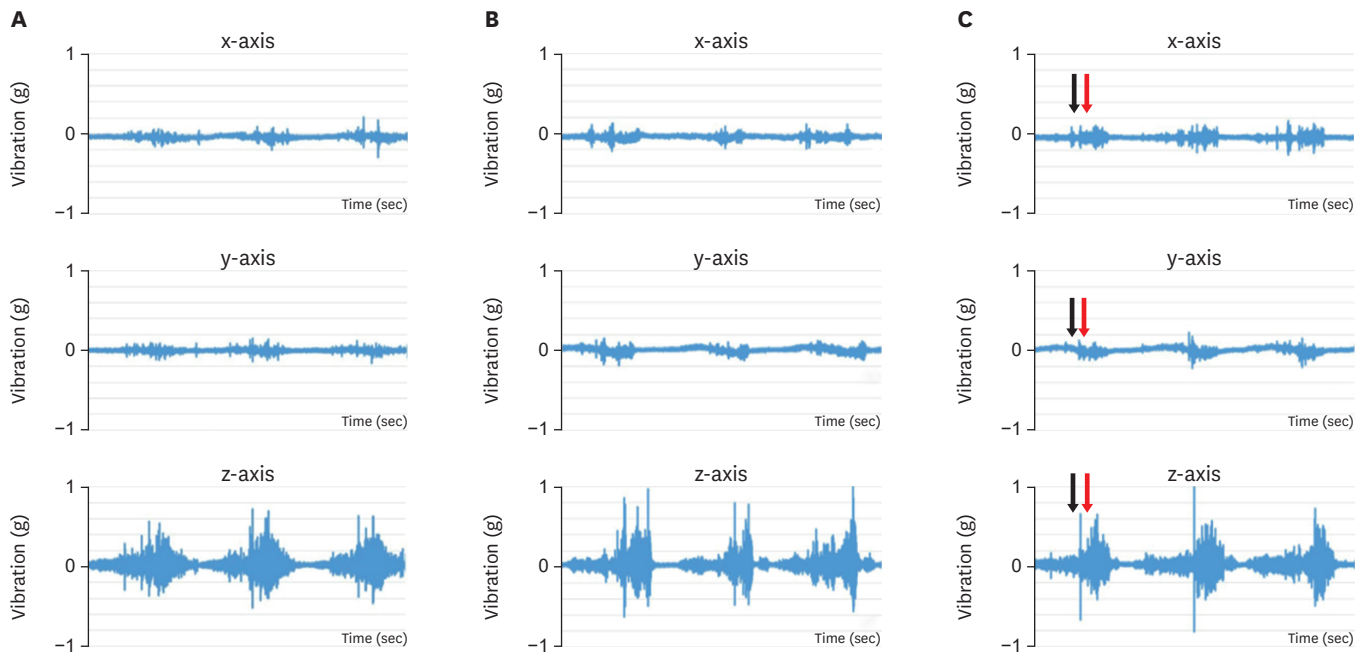 A
x-axis
Vibration (g)
1
0
−1
Time (sec)
y-axis
Vibration (g)
1
0
−1
Time (sec)
z-axis
Vibration (g)
1
0
−1
Time (sec)
B
x-axis
Vibration (g)
1
0
−1
Time (sec)
y-axis
Vibration (g)
1
0
−1
Time (sec)
z-axis
Vibration (g)
1
0
−1
Time (sec)
C
x-axis
Vibration (g)
1
0
−1
Time (sec)
y-axis
Vibration (g)
1
0
−1
Time (sec)
z-axis
Vibration (g)
1
0
−1
Time (sec)